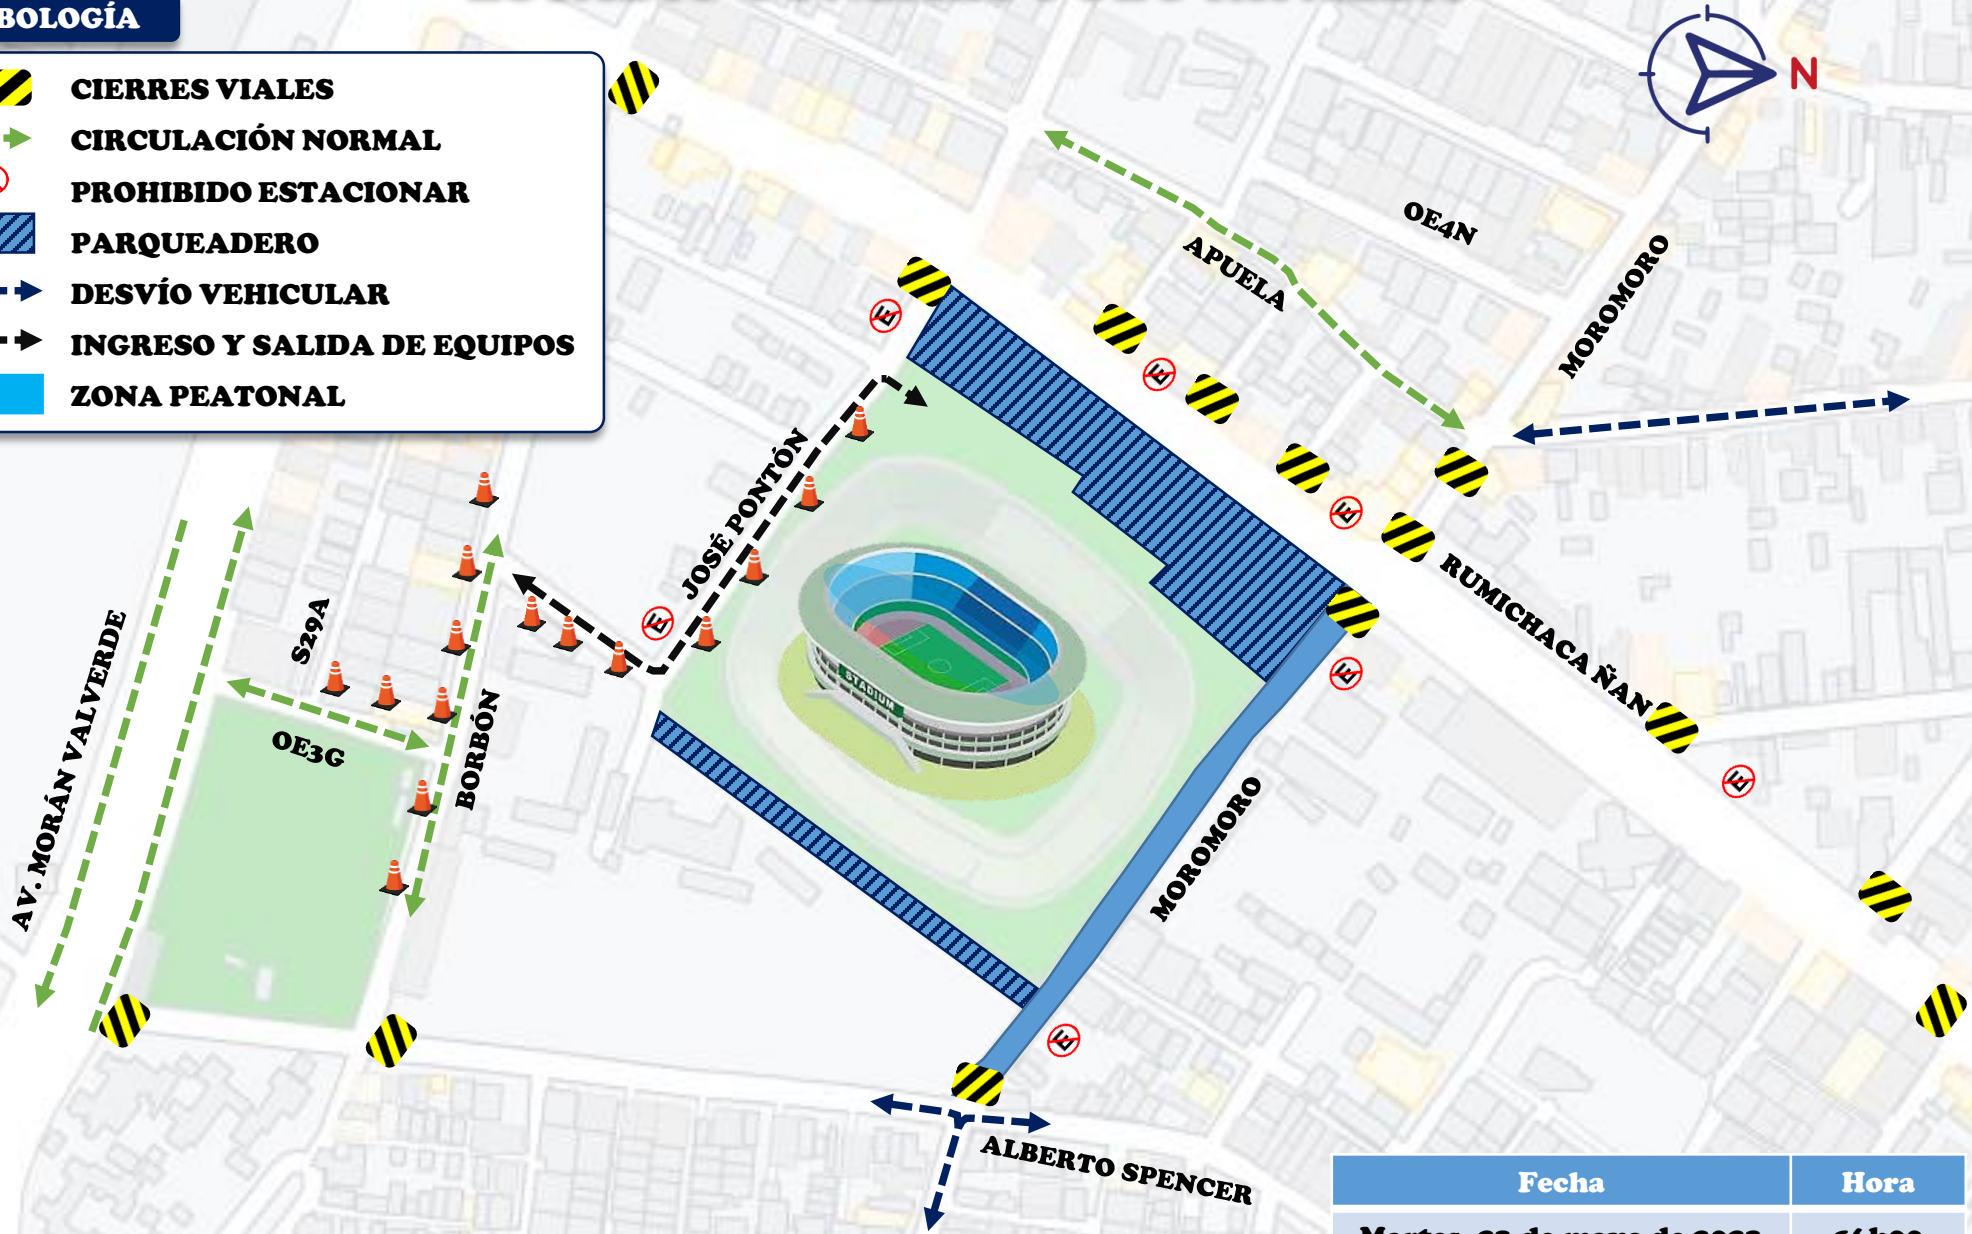 BOLOGÍA
CIERRES VIALES
CIRCULACIÓN NORMAL
PROHIBIDO ESTACIONAR
PARQUEADERO
DESVÍO VEHICULAR
INGRESO Y SALIDA DE EQUIPOS
ZONA PEATONAL
N
OE4N
APUELA
MOROMORO
E
E
E
JOSÉ PONTÓN
RUMICHACA ÑAN
E
S29A
STADIUM
E
AV. MORÁN VALVERDE
OE3G
BORBÓN
E
MOROMORO
E
ALBERTO SPENCER
Fecha
Hora